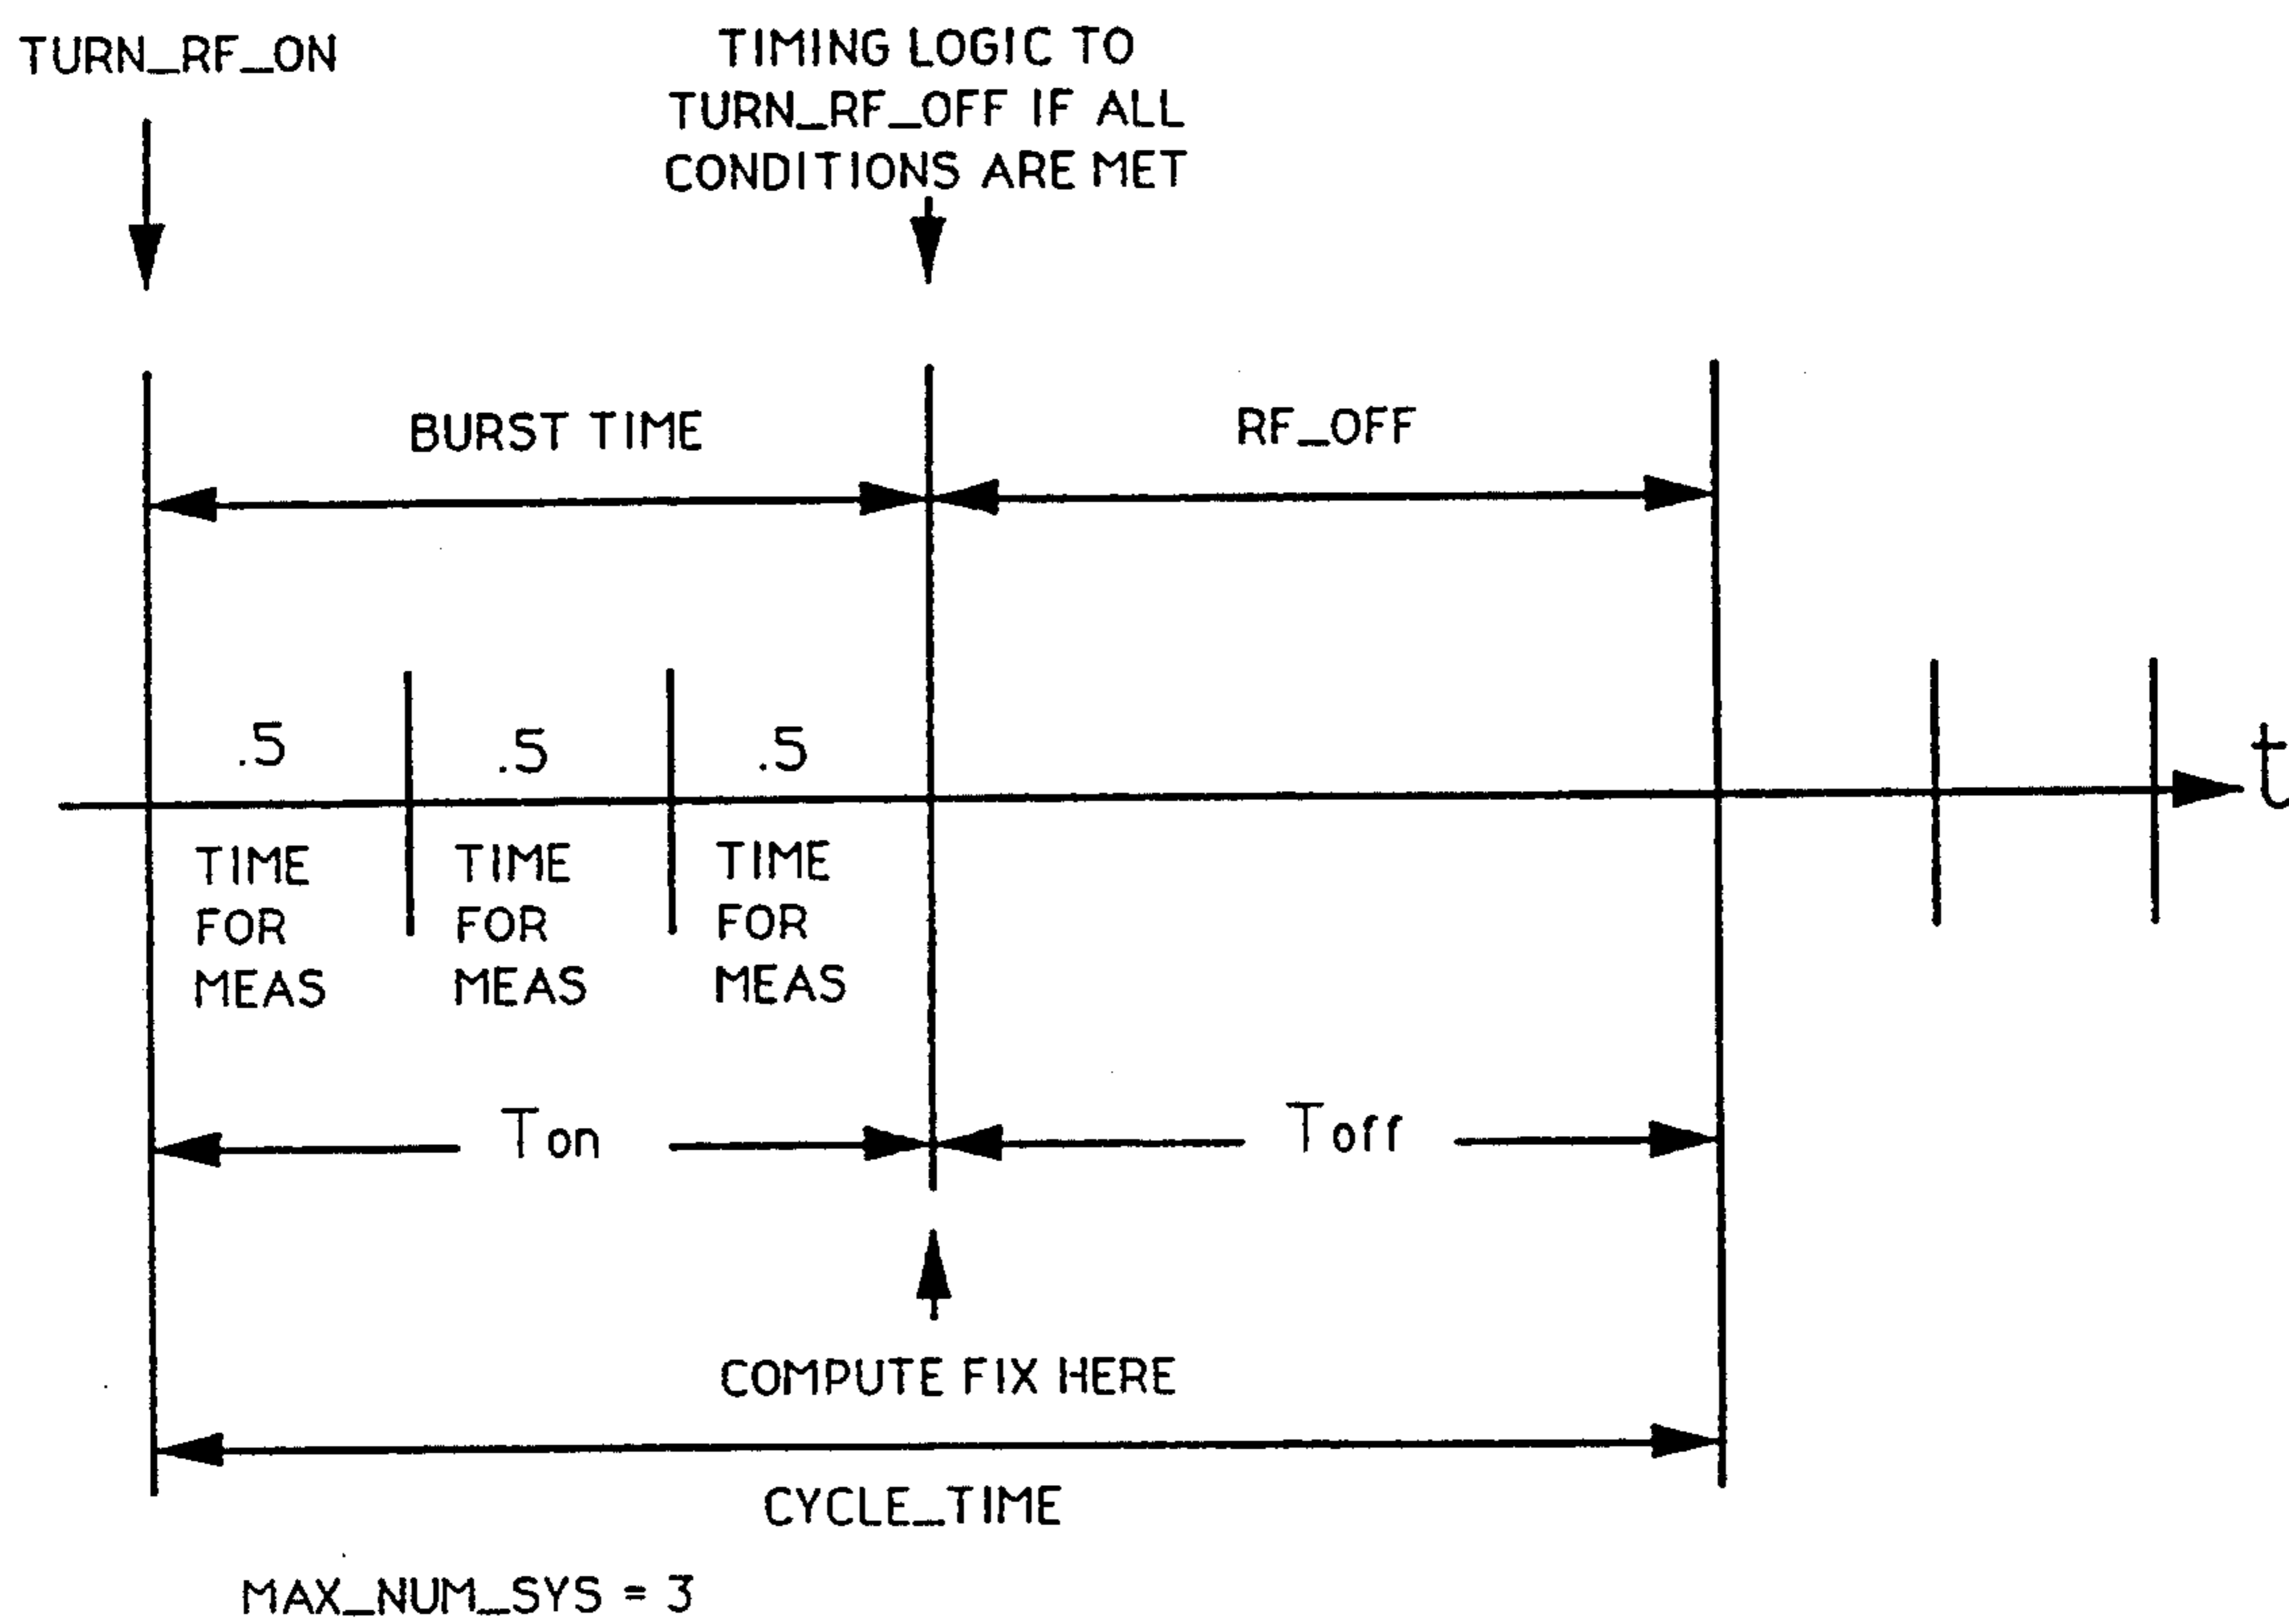 TURN_RF_ON
TIMING LOGIC TO
TURN_RF_OFF IF ALL
CONDITIONS ARE MET
BURST TIME
RF_OFF
.5
.5
.5
t
TIME
FOR
MEAS
TIME
FOR
MEAS
TIME
FOR
MEAS
Ton
Toff
COMPUTE FIX HERE
CYCLE_TIME
MAX_NUM_SYS = 3